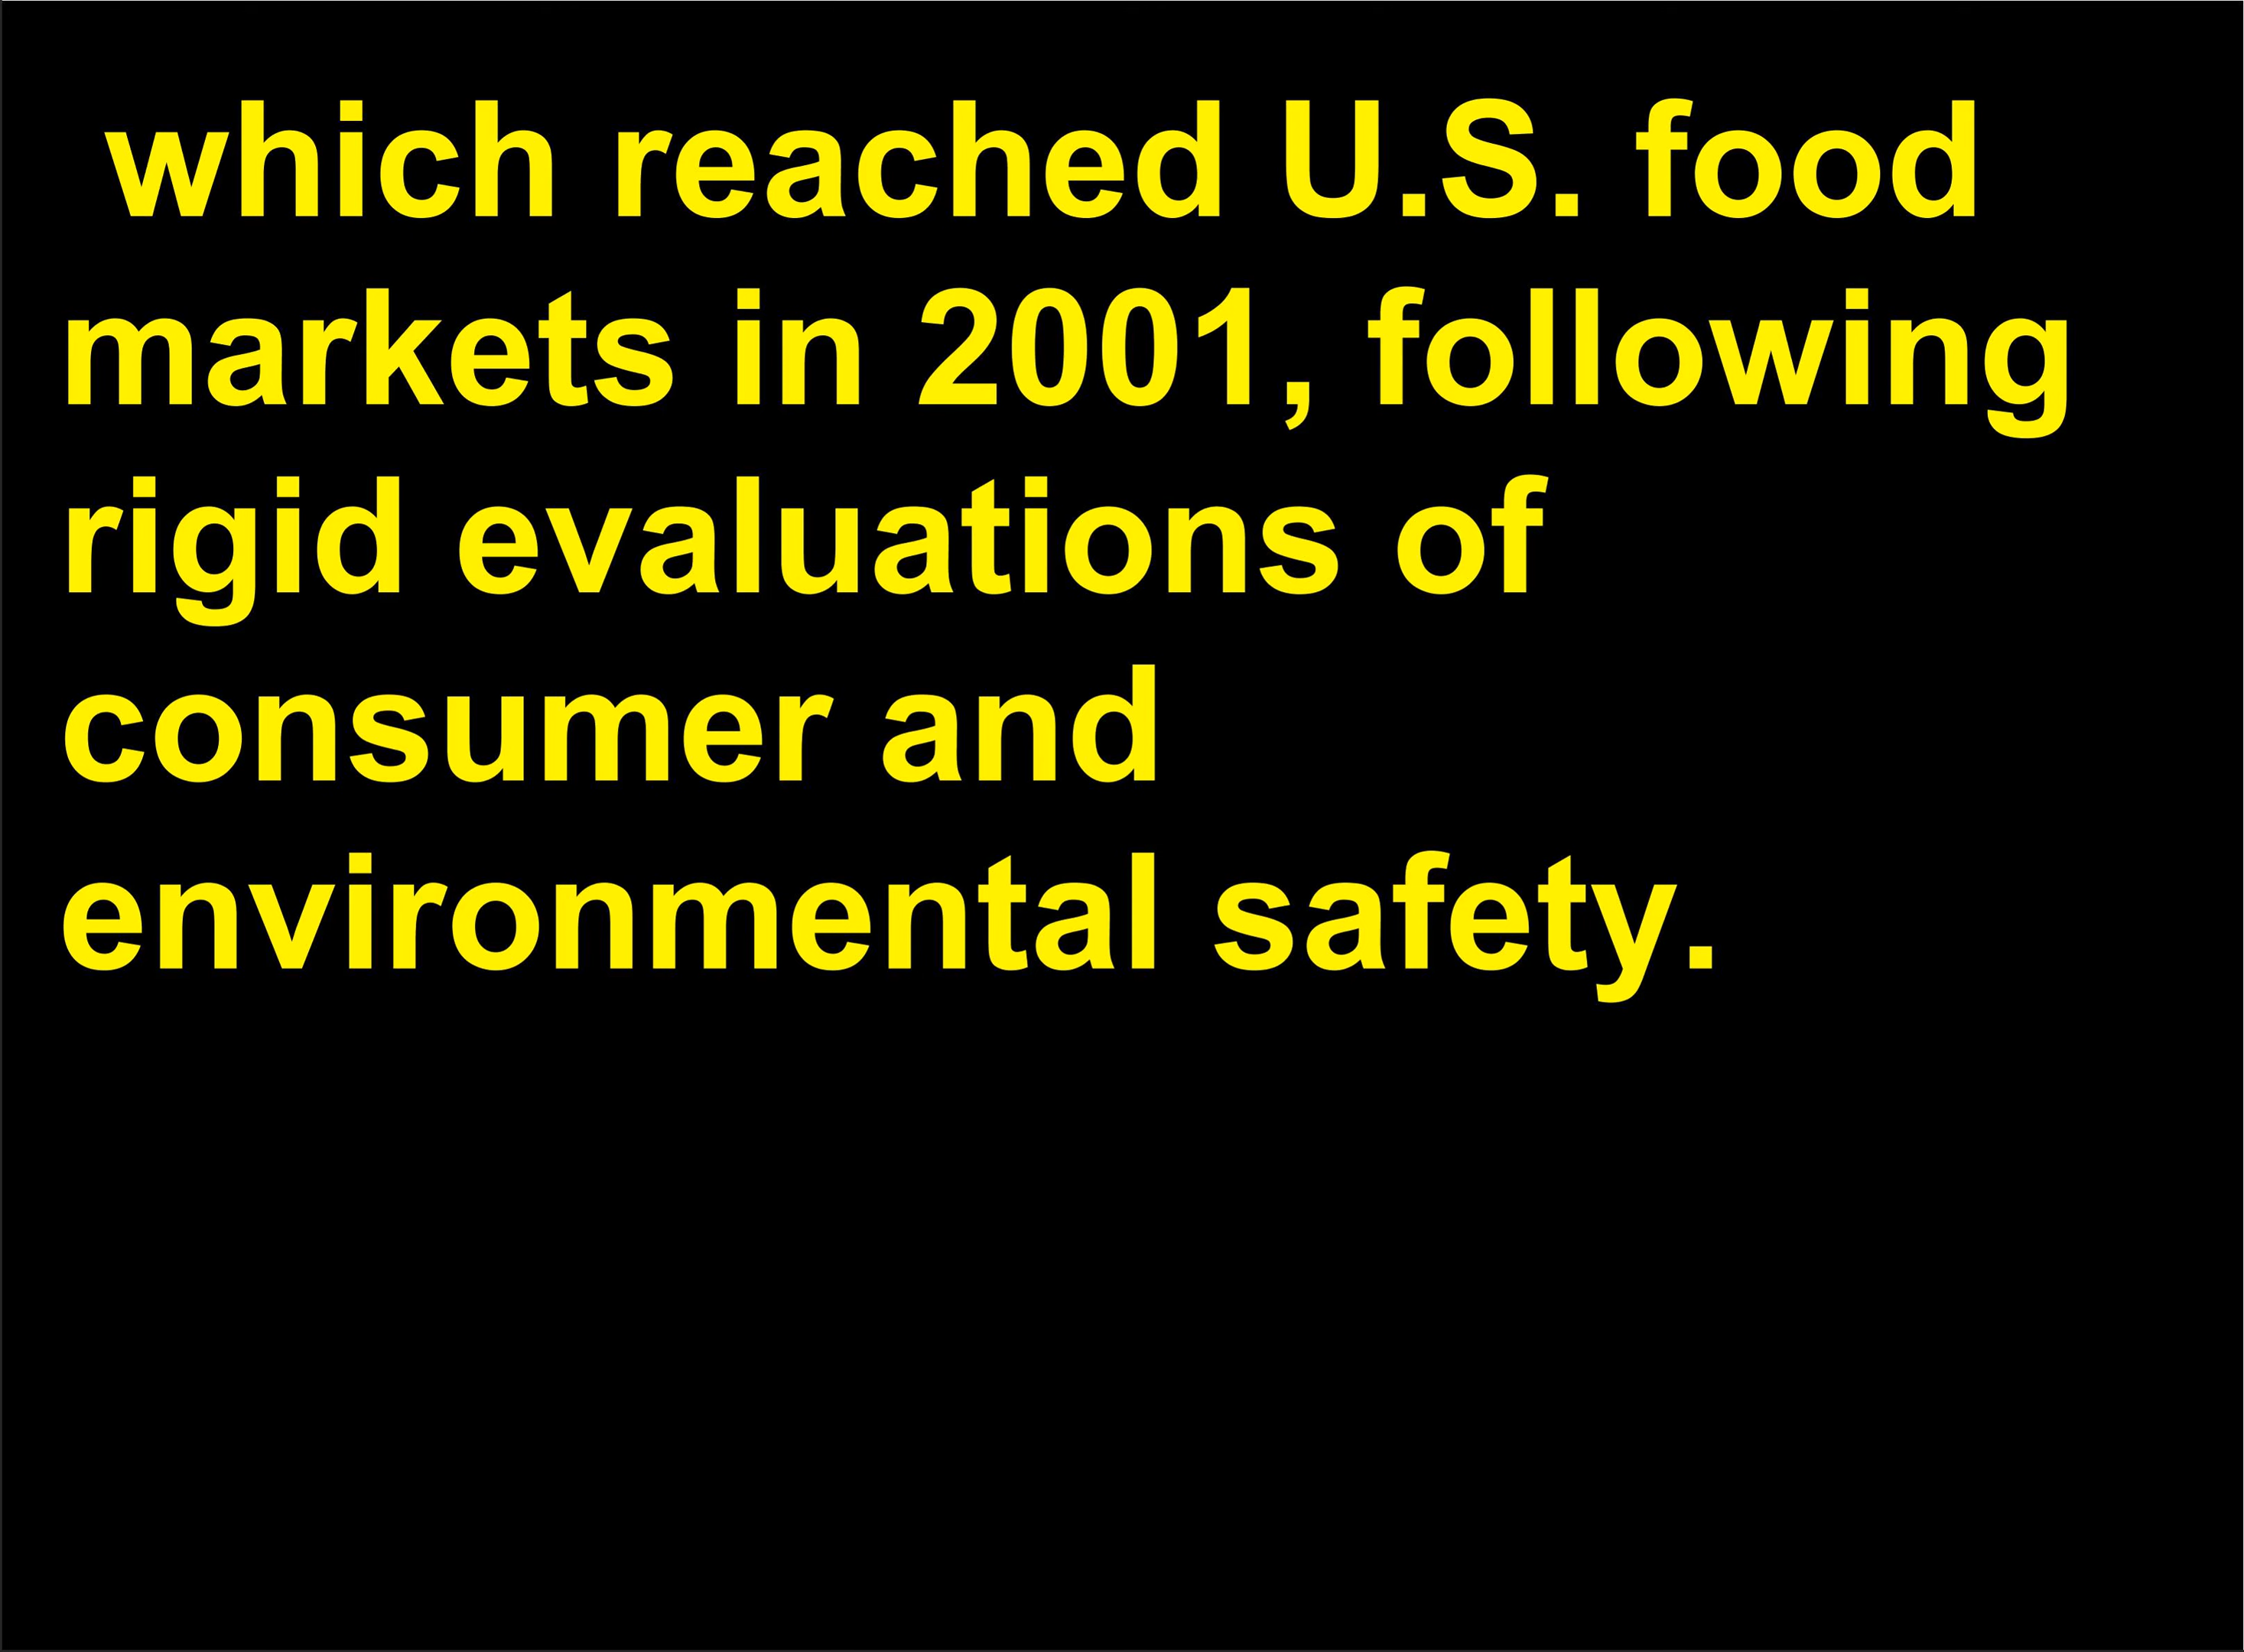 which reached U.S. food
markets in 2001, following
rigid evaluations of
consumer and
environmental safety.